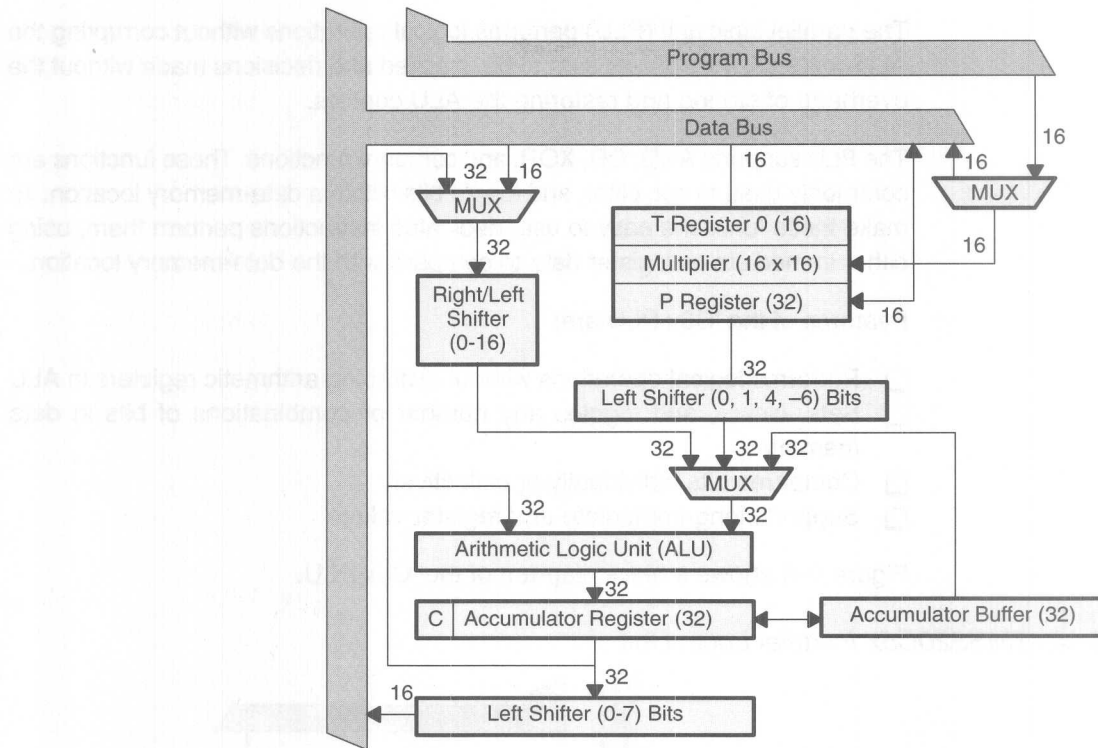 Program Bus
Data Bus
16
16
32
16
16
MUX
MUX
T Register 0 (16)
16
32
Multiplier (16 x 16)
Right/Left
Shifter
(0-16)
P Register (32)
16
32
Left Shifter (0, 1, 4, –6) Bits
32
32
32
MUX
32
32
Arithmetic Logic Unit (ALU)
32
C
Accumulator Register (32)
Accumulator Buffer (32)
32
16
Left Shifter (0-7) Bits